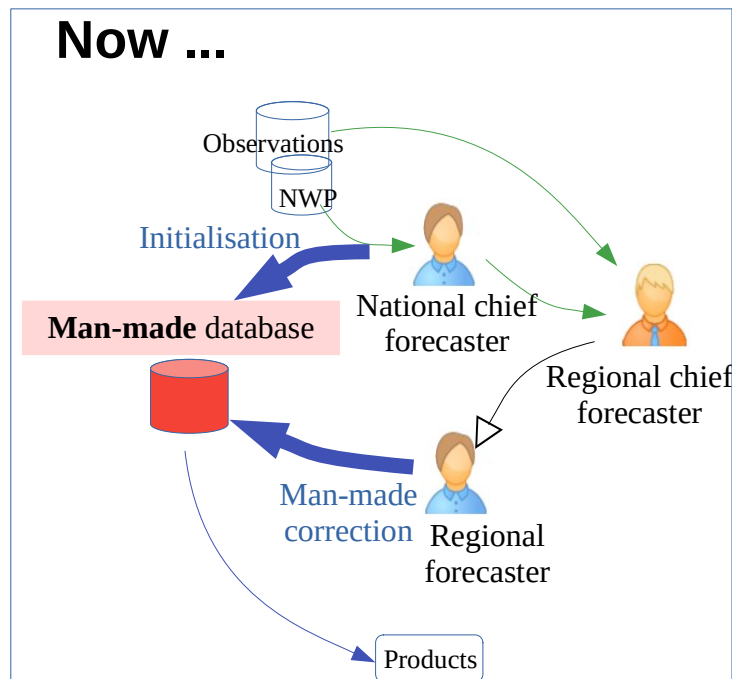 Now ...
Observations
NWP
Initialisation
National chief
forecaster
Man-made database
Regional chief
forecaster
Man-made
correction
Regional
forecaster
Products